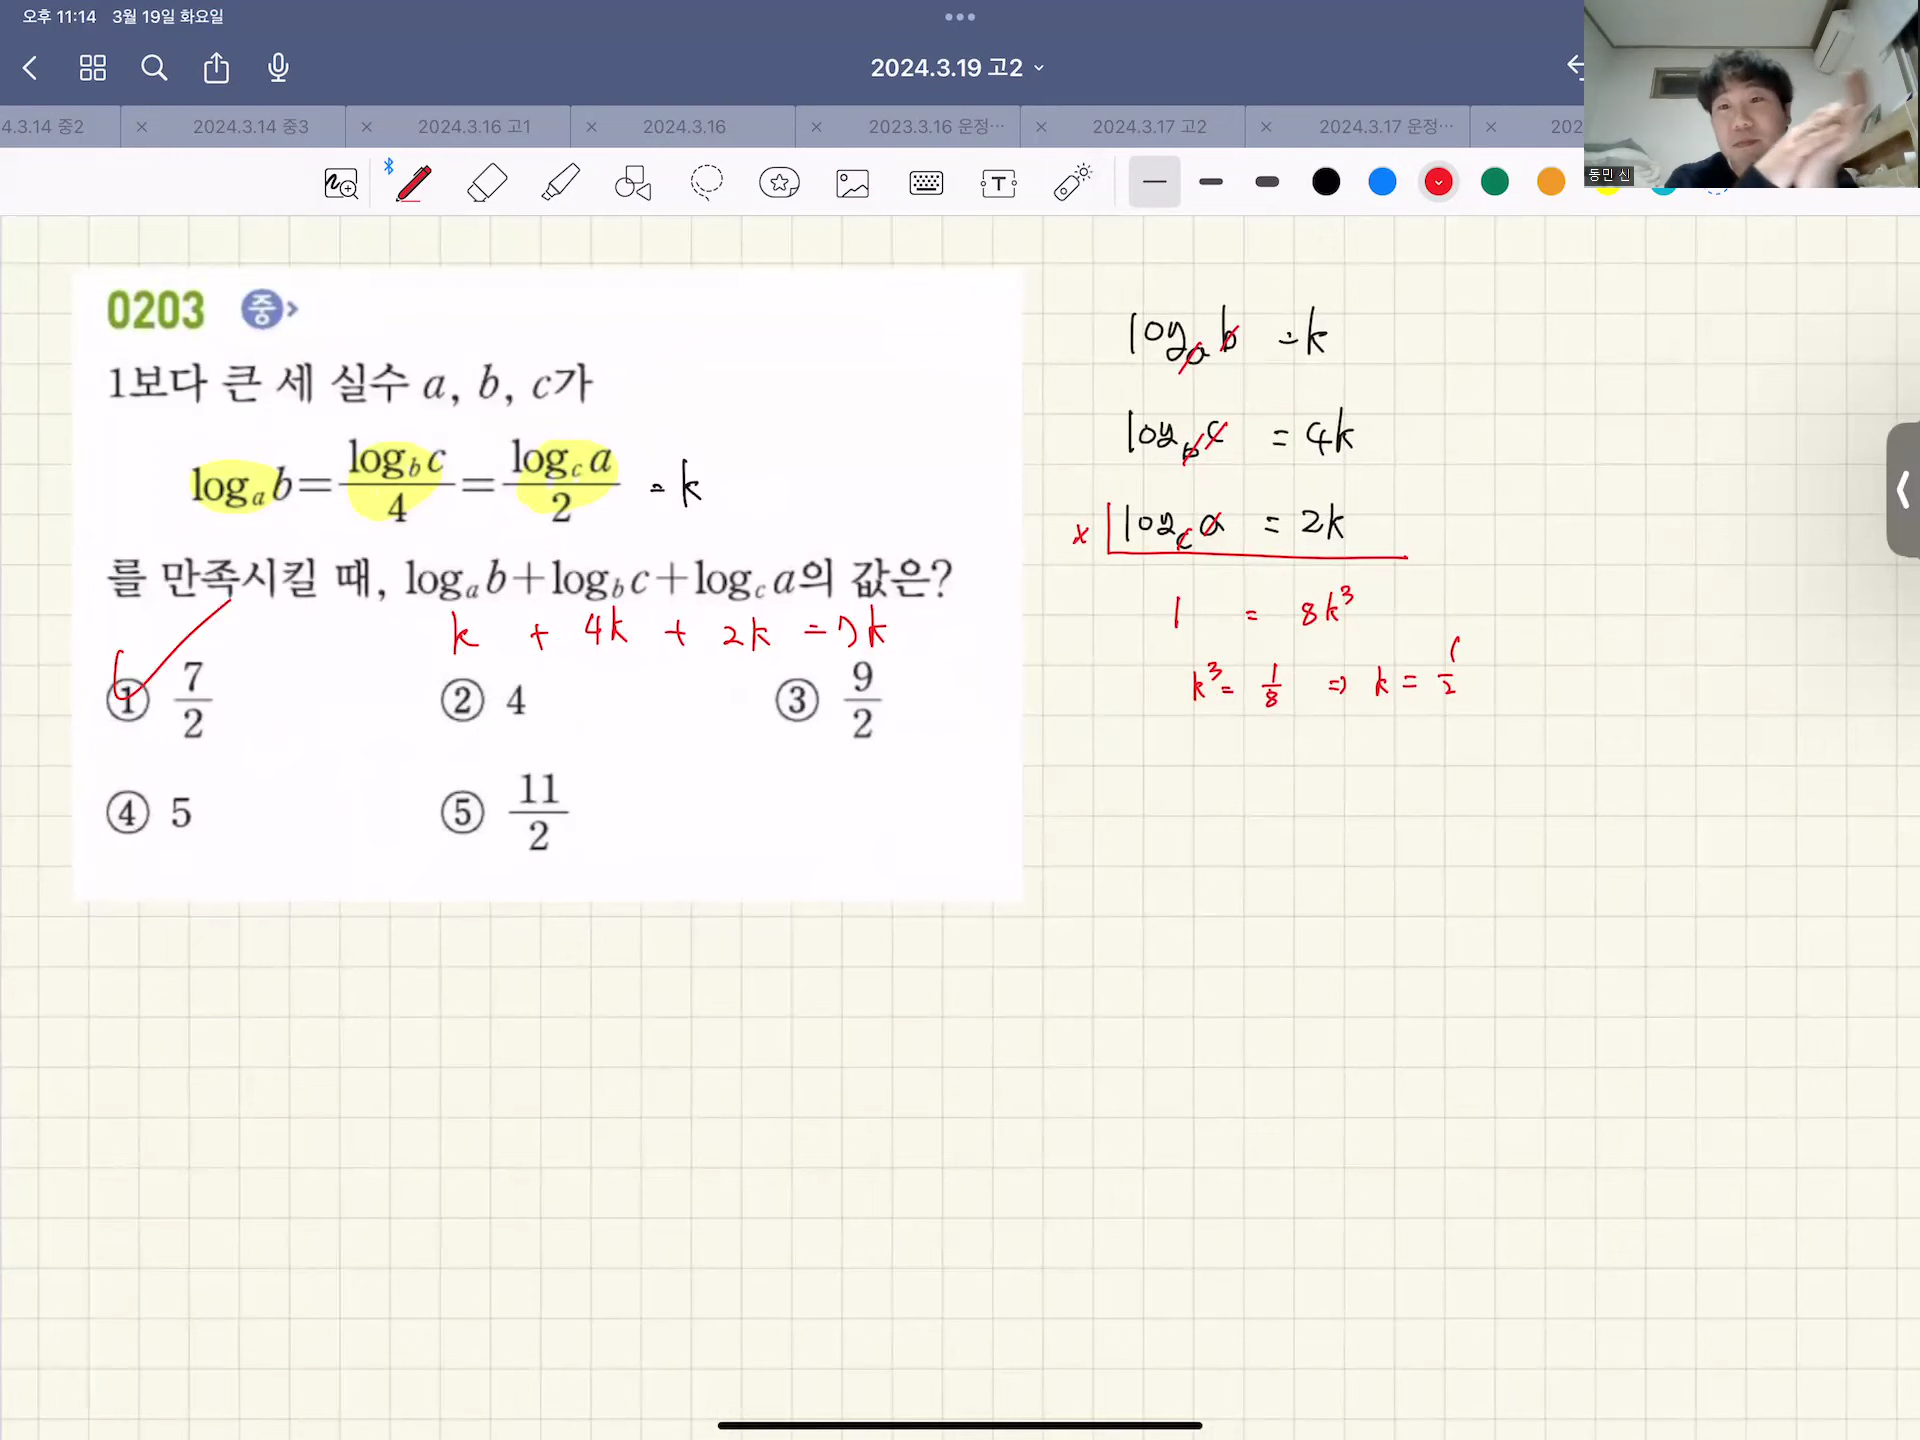 오후 11:14 3월 19일 화요일
2024.3.19 고2
4.3.14 중2
2024.3.14 중3
2024.3.16 고1
2024.3.16
2023.3.16 운정…
2024.3.17 고2
2024.3.17 운정…
202
동민 신
0203 중
1보다 큰 세 실수 a, b, c가
log_a b = (log_b c)/4 = (log_c a)/2 = k
를 만족시킬 때, log_a b + log_b c + log_c a의 값은?
k + 4k + 2k = 7k
① 7/2 ② 4 ③ 9/2
④ 5 ⑤ 11/2
log_a b = k
log_b c = 4k
x log_c a = 2k
1 = 8k³
k³ = 1/8 ⇒ k = 1/2